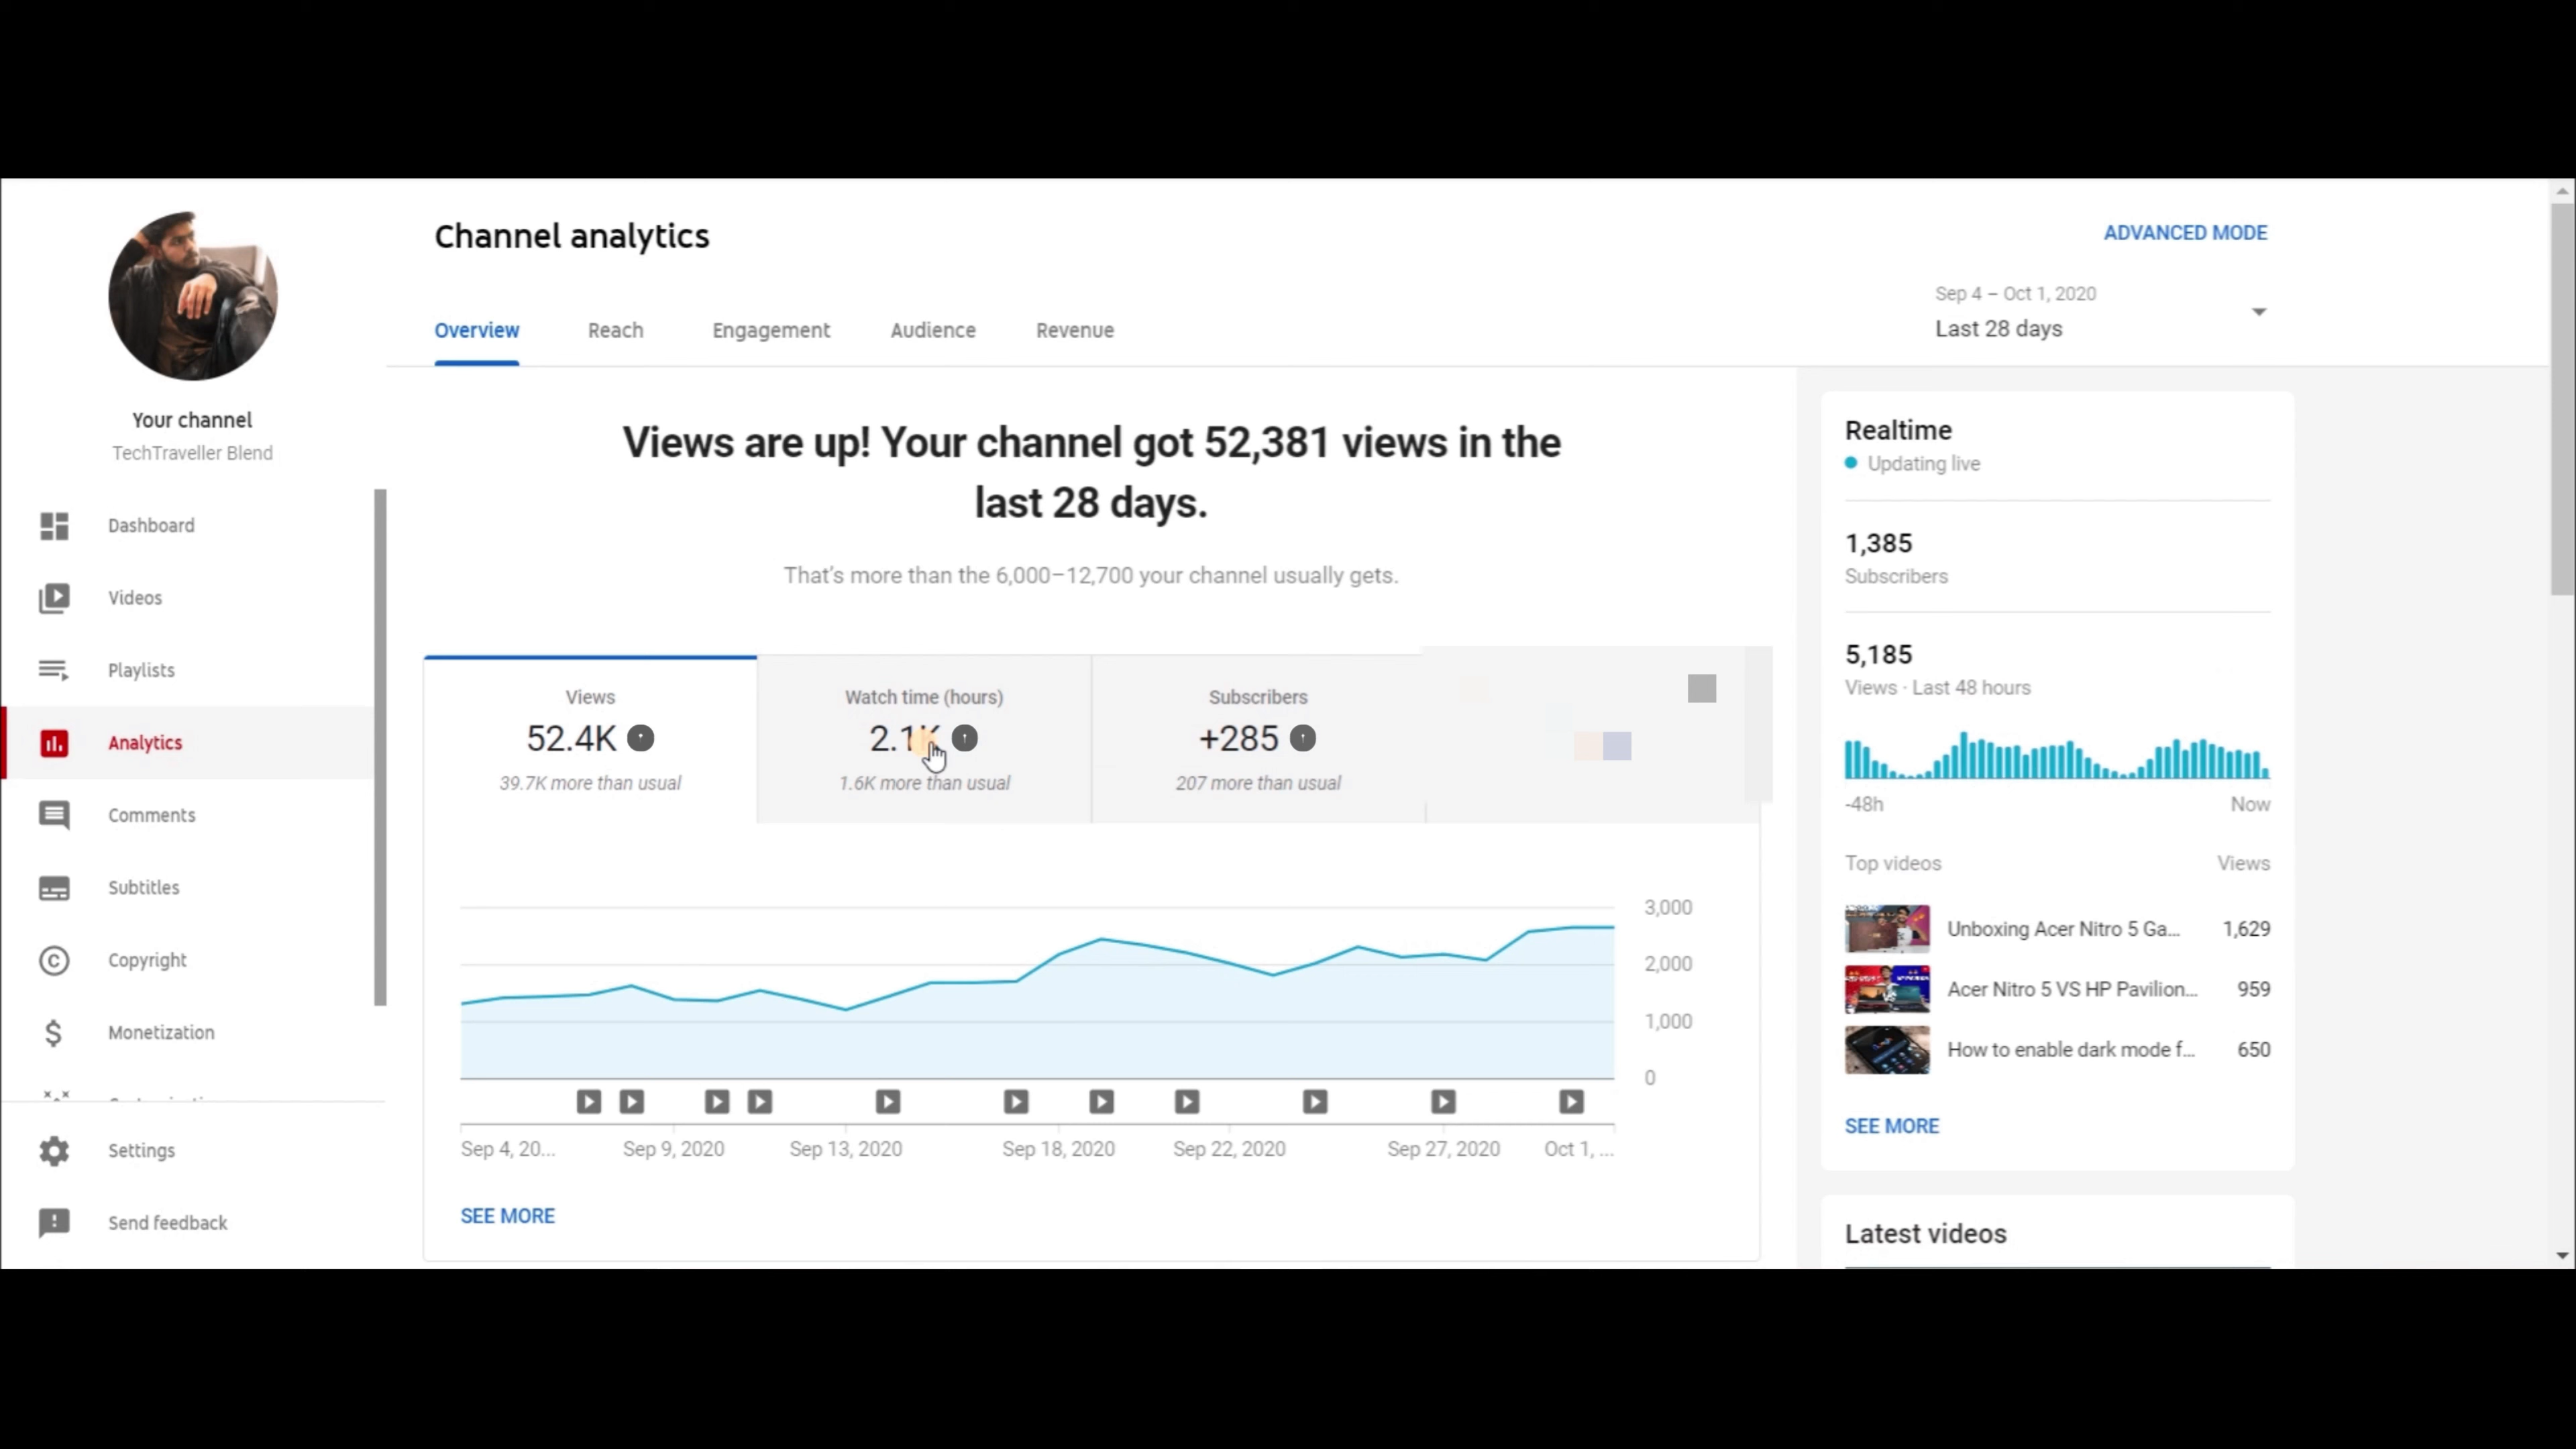 Channel analytics
ADVANCED MODE
Sep 4 – Oct 1, 2020
Last 28 days
Overview
Reach
Engagement
Audience
Revenue
Your channel
TechTraveller Blend
Dashboard
Videos
Playlists
Analytics
Comments
Subtitles
Copyright
Monetization
Settings
Send feedback
Views are up! Your channel got 52,381 views in the
last 28 days.
That's more than the 6,000–12,700 your channel usually gets.
Views
52.4K
39.7K more than usual
Watch time (hours)
2.1K
1.6K more than usual
Subscribers
+285
207 more than usual
3,000
2,000
1,000
0
Sep 4, 20...
Sep 9, 2020
Sep 13, 2020
Sep 18, 2020
Sep 22, 2020
Sep 27, 2020
Oct 1, ...
SEE MORE
Realtime
Updating live
1,385
Subscribers
5,185
Views · Last 48 hours
-48h
Now
Top videos
Views
Unboxing Acer Nitro 5 Ga...
1,629
Acer Nitro 5 VS HP Pavilion...
959
How to enable dark mode f...
650
SEE MORE
Latest videos